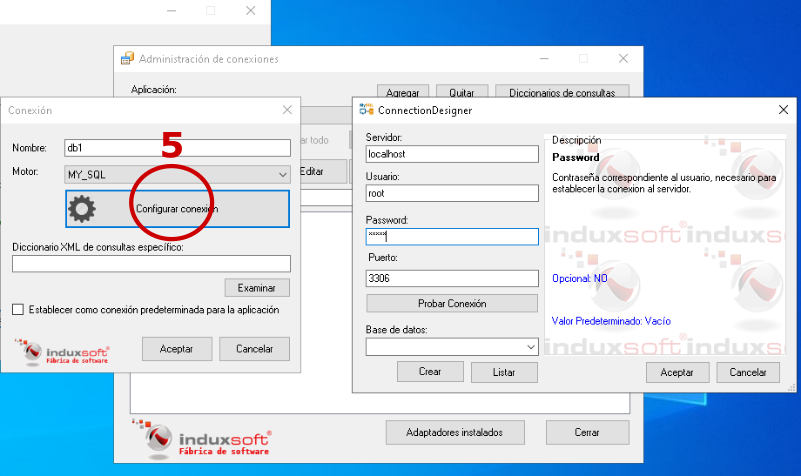 Administración de conexiones
Aplicación:
Agregar
Quitar
Diccionarios de consultas
ar todo
Editar
Conexión
Nombre:
db1
5
Motor:
MY_SQL
Configurar conexión
Diccionario XML de consultas específico:
Examinar
Establecer como conexión predeterminada para la aplicación
induxsoft
Fábrica de software
Aceptar
Cancelar
ConnectionDesigner
Servidor:
localhost
Usuario:
root
Password:
*****
Puerto:
3306
Probar Conexión
Base de datos:
Crear
Listar
Descripción
Password
Contraseña correspondiente al usuario, necesario para
establecer la conexion al servidor.
induxsoft induxs
Opcional: NO
Valor Predeterminado: Vacío
induxsoft induxs
Aceptar
Cancelar
induxsoft®
Fábrica de software
Adaptadores instalados
Cerrar